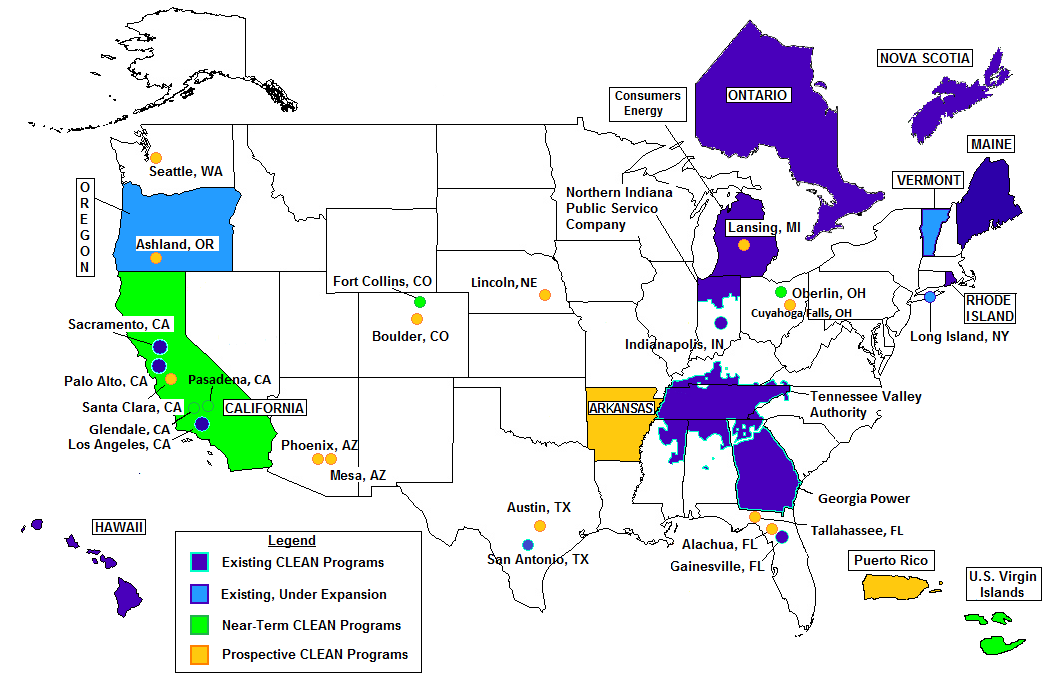 NOVA SCOTIA
ONTARIO
Consumers
Energy
MAINE
VERMONT
Seattle, WA
O
R
E
G
O
N
Northern Indiana
Public Servico
Company
Lansing, MI
Ashland, OR
Fort Collins, CO
Lincoln, NE
Oberlin, OH
Cuyahoga Falls, OH
RHODE
ISLAND
Sacramento, CA
Boulder, CO
Indianapolis, IN
Long Island, NY
Palo Alto, CA
Pasadena, CA
Tennessee Valley
Authority
Santa Clara, CA
CALIFORNIA
ARKANSAS
Glendale, CA
Los Angeles, CA
Phoenix, AZ
Mesa, AZ
Georgia Power
Austin, TX
Tallahassee, FL
HAWAII
San Antonio, TX
Alachua, FL
Gainesville, FL
Puerto Rico
U.S. Virgin
Islands
Legend
Existing CLEAN Programs
Existing, Under Expansion
Near-Term CLEAN Programs
Prospective CLEAN Programs